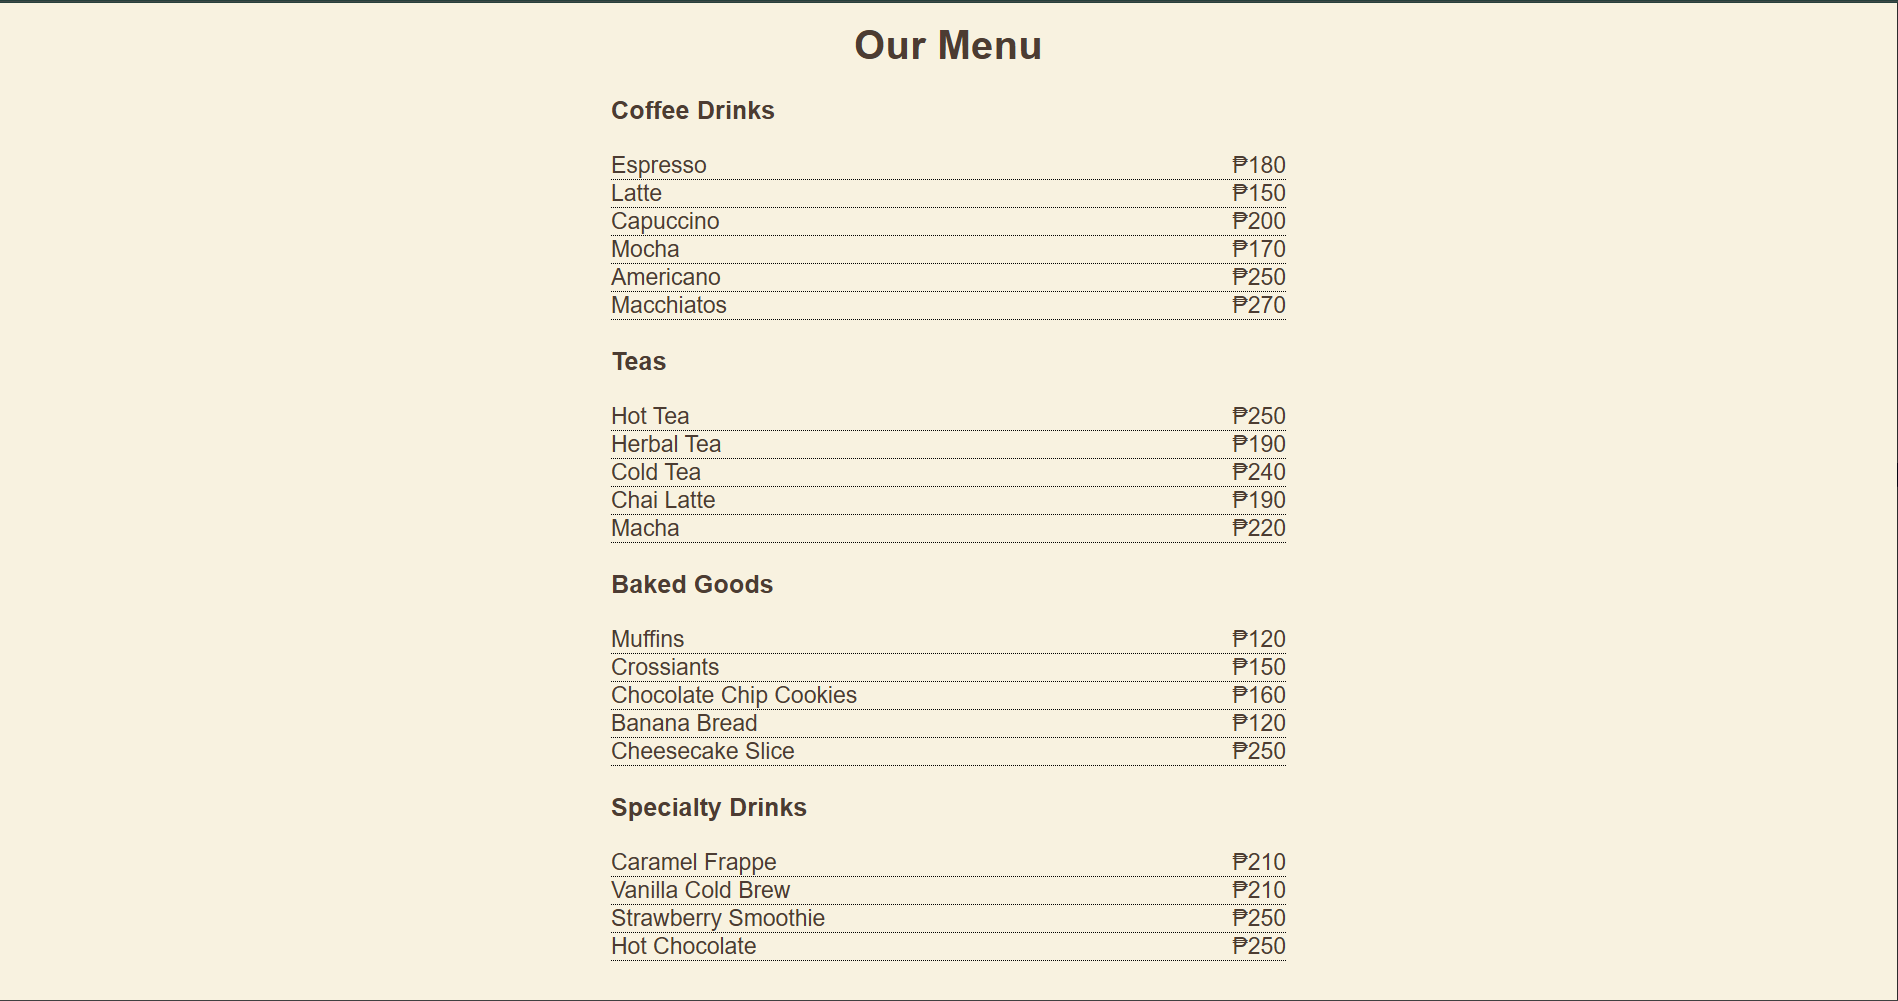 Our Menu
Coffee Drinks
Espresso ₱180
Latte ₱150
Capuccino ₱200
Mocha ₱170
Americano ₱250
Macchiatos ₱270
Teas
Hot Tea ₱250
Herbal Tea ₱190
Cold Tea ₱240
Chai Latte ₱190
Macha ₱220
Baked Goods
Muffins ₱120
Crossiants ₱150
Chocolate Chip Cookies ₱160
Banana Bread ₱120
Cheesecake Slice ₱250
Specialty Drinks
Caramel Frappe ₱210
Vanilla Cold Brew ₱210
Strawberry Smoothie ₱250
Hot Chocolate ₱250